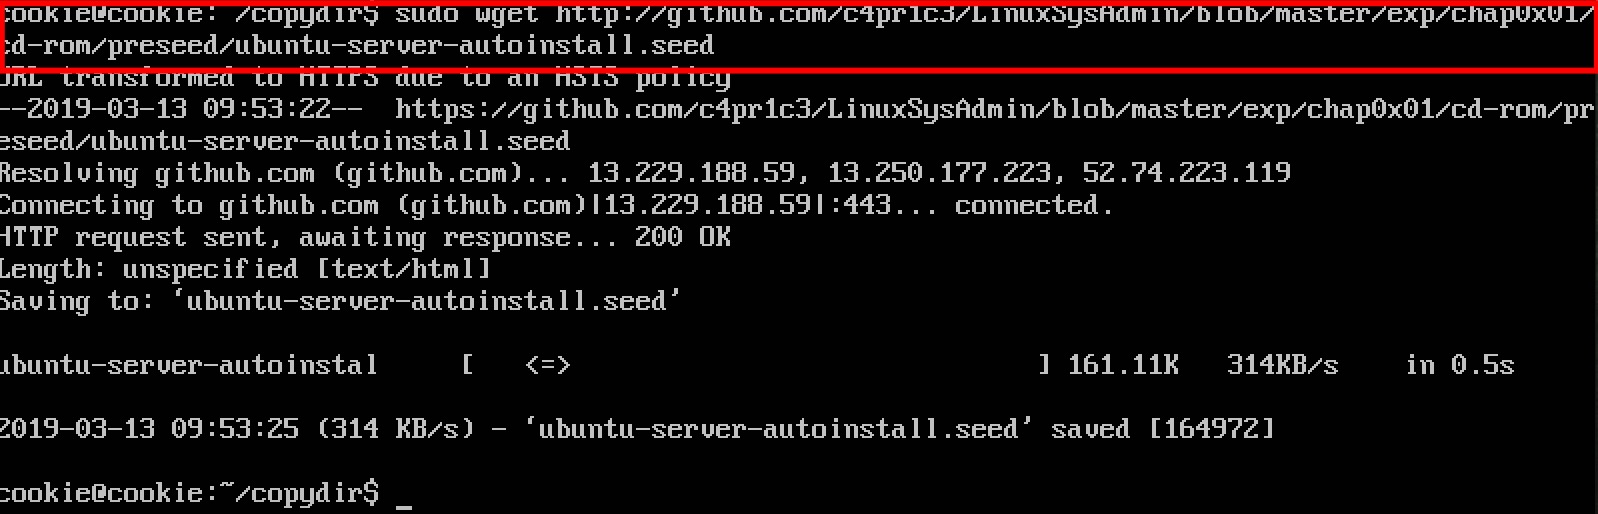 cookie@cookie: /copydir$ sudo wget http://github.com/c4pr1c3/LinuxSysAdmin/blob/master/exp/chap0x01/
cd-rom/preseed/ubuntu-server-autoinstall.seed
URL transformed to HTTPS due to an HSTS policy
--2019-03-13 09:53:22--  https://github.com/c4pr1c3/LinuxSysAdmin/blob/master/exp/chap0x01/cd-rom/pr
eseed/ubuntu-server-autoinstall.seed
Resolving github.com (github.com)... 13.229.188.59, 13.250.177.223, 52.74.223.119
Connecting to github.com (github.com)|13.229.188.59|:443... connected.
HTTP request sent, awaiting response... 200 OK
Length: unspecified [text/html]
Saving to: ‘ubuntu-server-autoinstall.seed’
ubuntu-server-autoinstal     [   <=>                             ] 161.11K   314KB/s    in 0.5s
2019-03-13 09:53:25 (314 KB/s) - ‘ubuntu-server-autoinstall.seed’ saved [164972]
cookie@cookie:~/copydir$ _